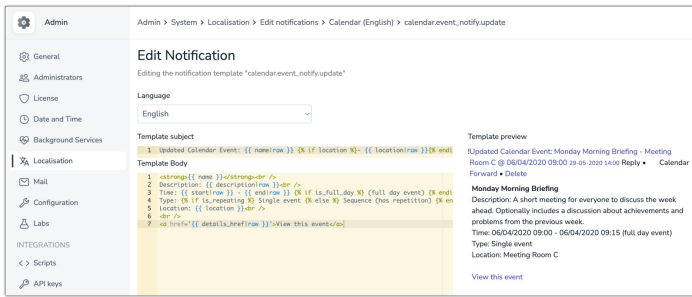 Admin
Admin > System > Localisation > Edit notifications > Calendar (English) > calendar.event_notify.update
General
Administrators
License
Date and Time
Background Services
Localisation
Mail
Configuration
Labs
INTEGRATIONS
Scripts
API keys
Edit Notification
Editing the notification template "calendar.event_notify.update"
Language
English
Template subject
1 Updated Calendar Event: {{ name|raw }} {% if location %}- {{ location|raw }}{% endi
Template Body
1 <strong>{{ name }}</strong><br />
2 Description: {{ description|raw }}<br />
3 Time: {{ start|raw }} - {{ end|raw }} {% if is_full_day %} (full day event) {% endi
4 Type: {% if is_repeating %} Single event {% else %} Sequence (has repetition) {% en
5 Location: {{ location }}<br />
6 <br />
7 <a href='{{ details_href|raw }}'>View this event</a>
Template preview
!Updated Calendar Event: Monday Morning Briefing - Meeting
Room C @ 06/04/2020 09:00 29-05-2020 14:00 Reply • Calendar
Forward • Delete
Monday Morning Briefing
Description: A short meeting for everyone to discuss the week
ahead. Optionally includes a discussion about achievements and
problems from the previous week.
Time: 06/04/2020 09:00 - 06/04/2020 09:15 (full day event)
Type: Single event
Location: Meeting Room C
View this event